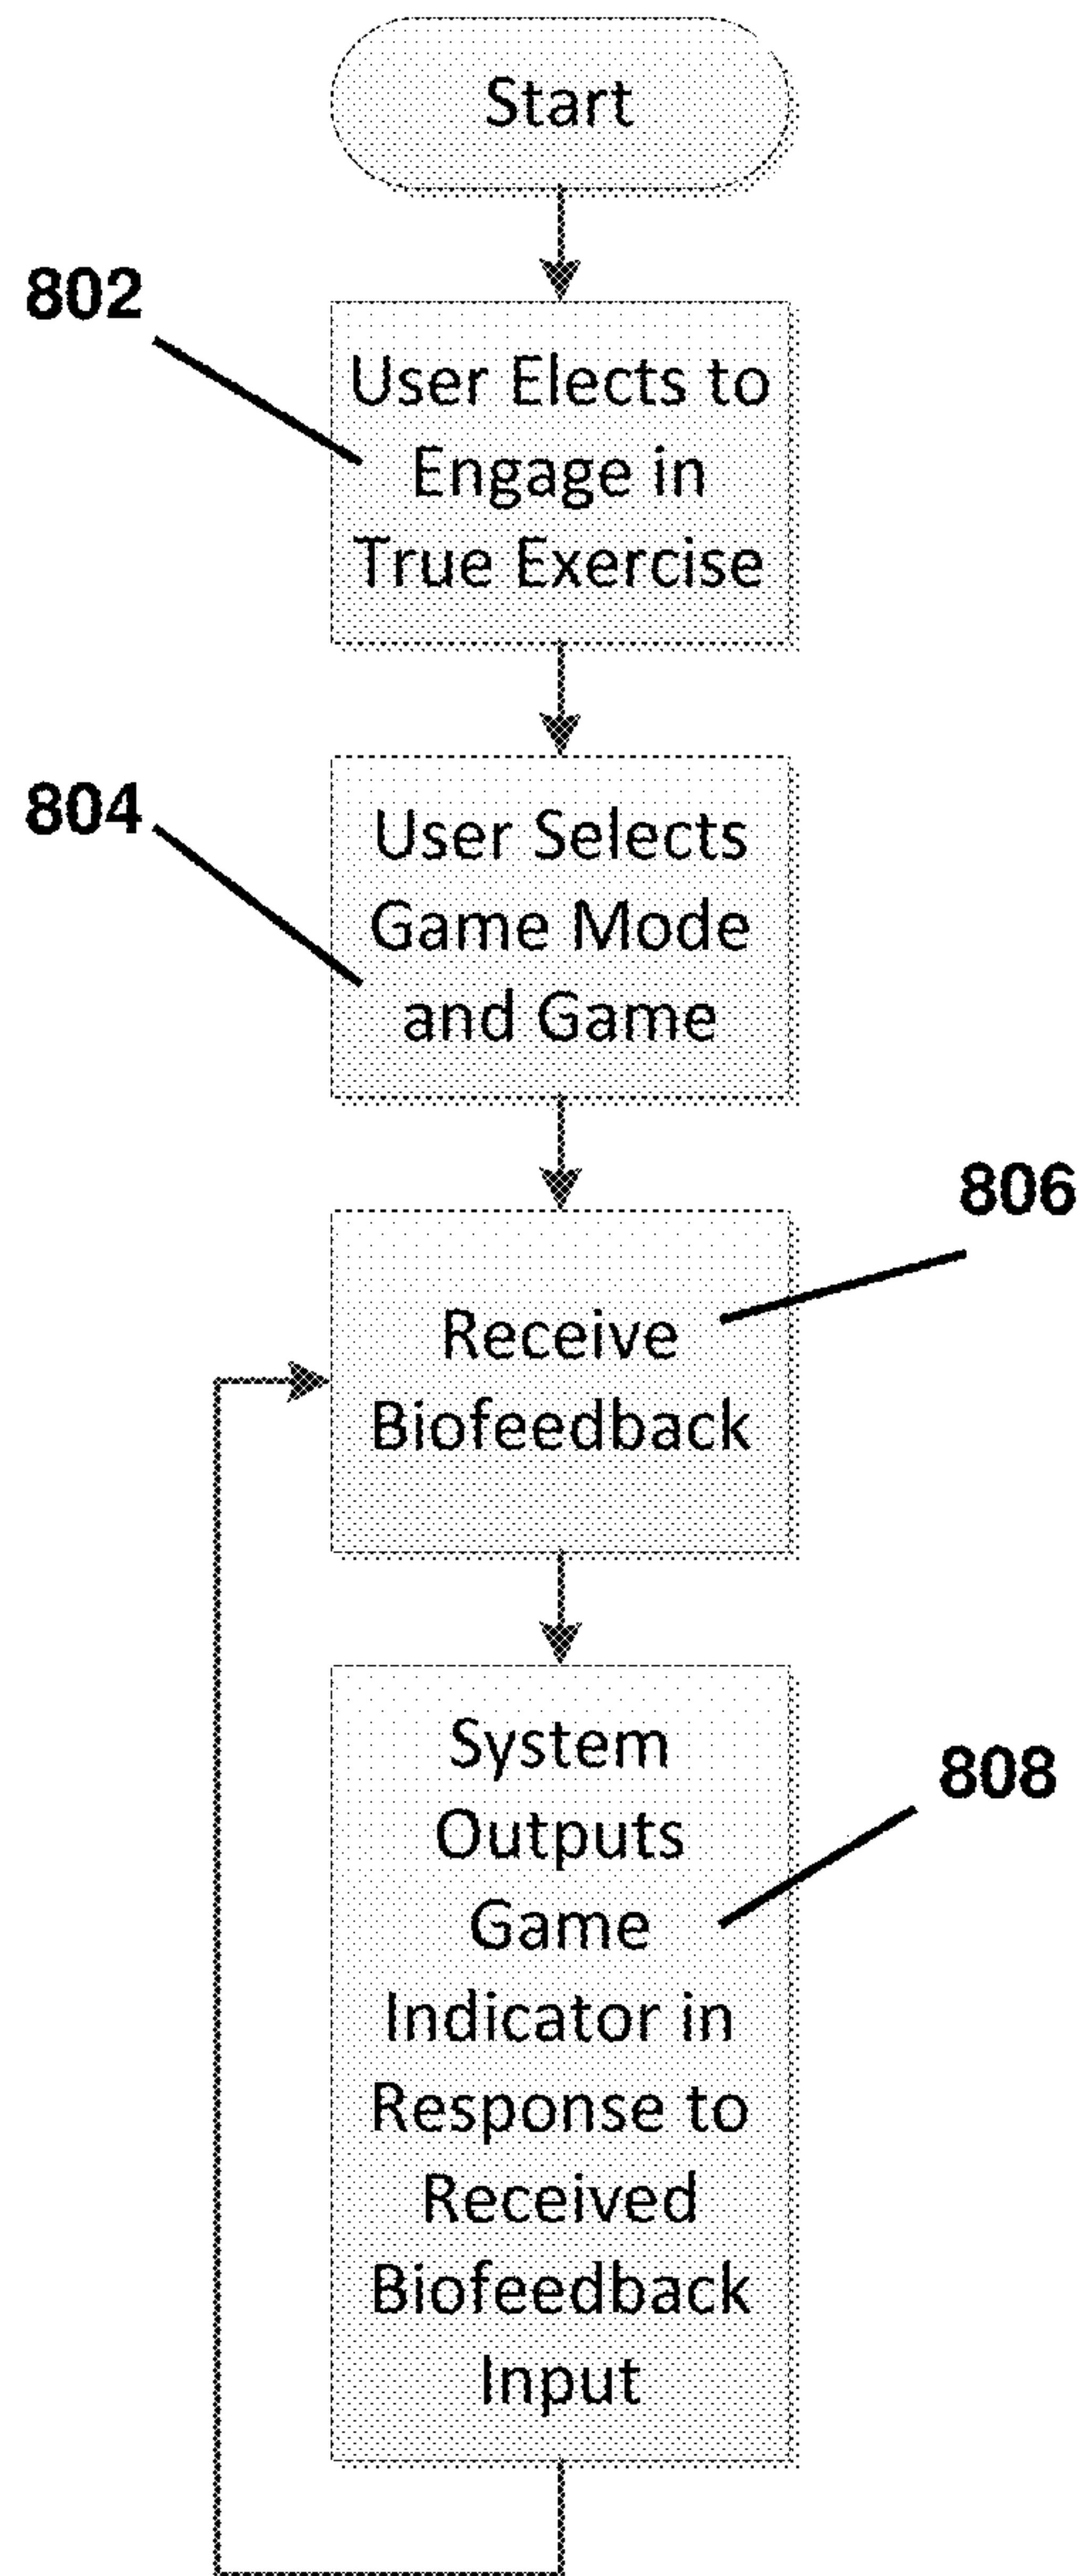 Start
802
User Elects to
Engage in
True Exercise
804
User Selects
Game Mode
and Game
806
Receive
Biofeedback
808
System
Outputs
Game
Indicator in
Response to
Received
Biofeedback
Input